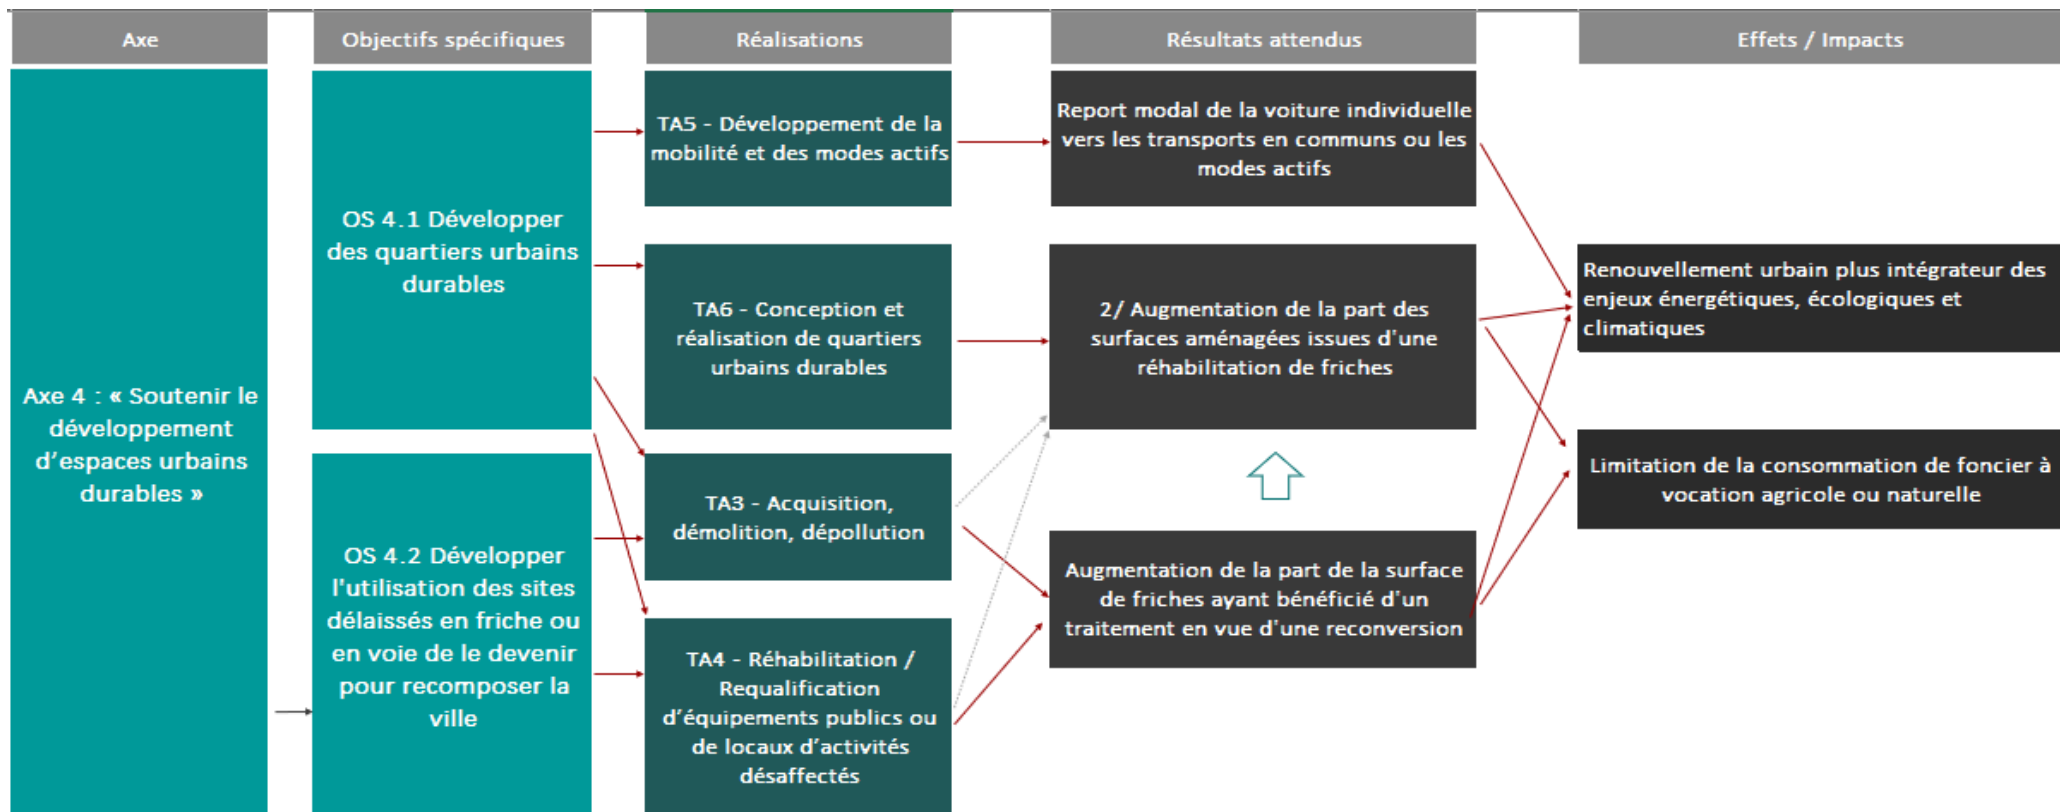 Axe
Objectifs spécifiques
Réalisations
Résultats attendus
Effets / Impacts
Axe 4 : « Soutenir le
développement
d’espaces urbains
durables »
OS 4.1 Développer
des quartiers urbains
durables
OS 4.2 Développer
l'utilisation des sites
délaissés en friche ou
en voie de le devenir
pour recomposer la
ville
TA5 - Développement de la
mobilité et des modes actifs
TA6 - Conception et
réalisation de quartiers
urbains durables
TA3 - Acquisition,
démolition, dépollution
TA4 - Réhabilitation /
Requalification
d’équipements publics ou
de locaux d’activités
désaffectés
Report modal de la voiture individuelle
vers les transports en communs ou les
modes actifs
2/ Augmentation de la part des
surfaces aménagées issues d’une
réhabilitation de friches
Augmentation de la part de la surface
de friches ayant bénéficié d’un
traitement en vue d’une reconversion
Renouvellement urbain plus intégrateur des
enjeux énergétiques, écologiques et
climatiques
Limitation de la consommation de foncier à
vocation agricole ou naturelle